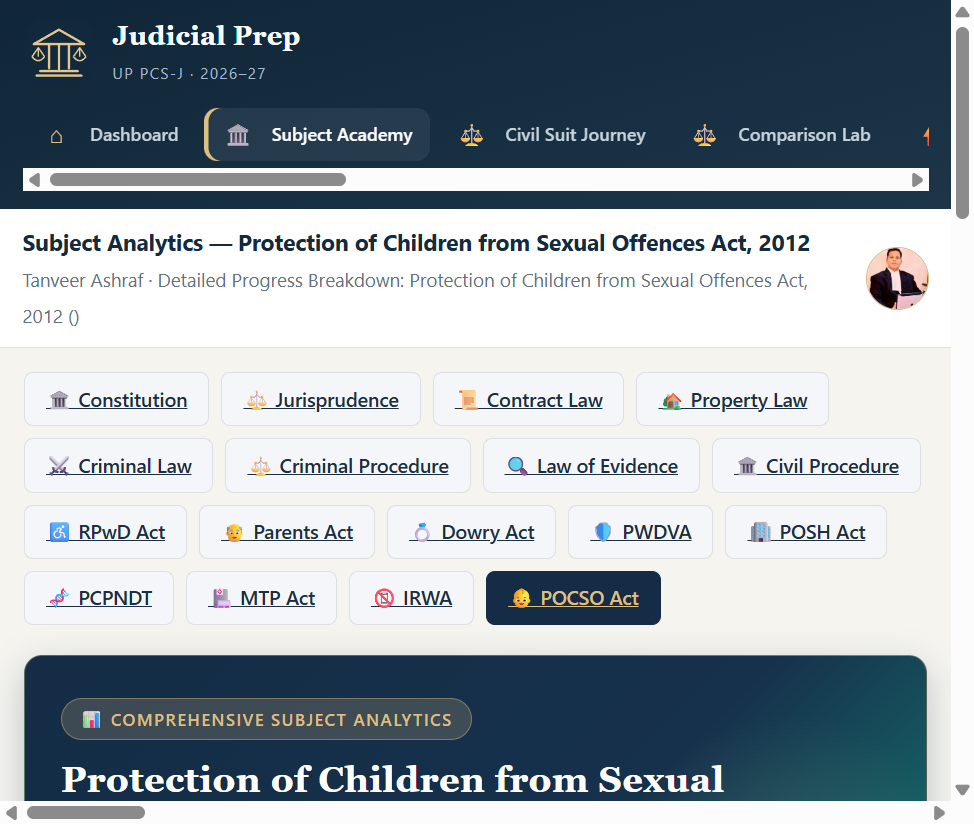 Judicial Prep
UP PCS-J · 2026–27
Dashboard
Subject Academy
Civil Suit Journey
Comparison Lab
Subject Analytics — Protection of Children from Sexual Offences Act, 2012
Tanveer Ashraf · Detailed Progress Breakdown: Protection of Children from Sexual Offences Act,
2012 ()
Constitution
Jurisprudence
Contract Law
Property Law
Criminal Law
Criminal Procedure
Law of Evidence
Civil Procedure
RPwD Act
Parents Act
Dowry Act
PWDVA
POSH Act
PCPNDT
MTP Act
IRWA
POCSO Act
COMPREHENSIVE SUBJECT ANALYTICS
Protection of Children from Sexual